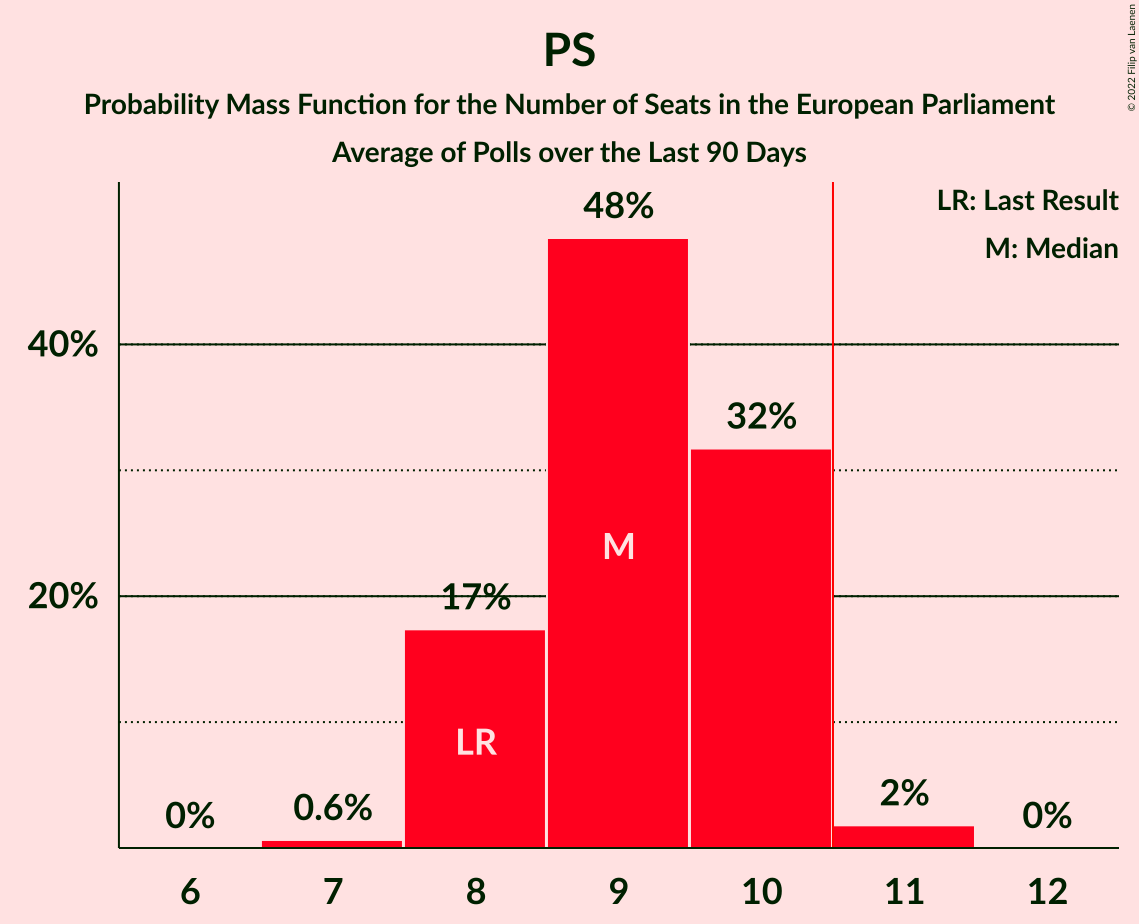 PS
Probability Mass Function for the Number of Seats in the European Parliament
Average of Polls over the Last 90 Days
© 2022 Filip van Laenen
LR: Last Result
M: Median
48%
40%
32%
M
20%
17%
LR
0%
0.6%
2%
0%
6 7 8 9 10 11 12